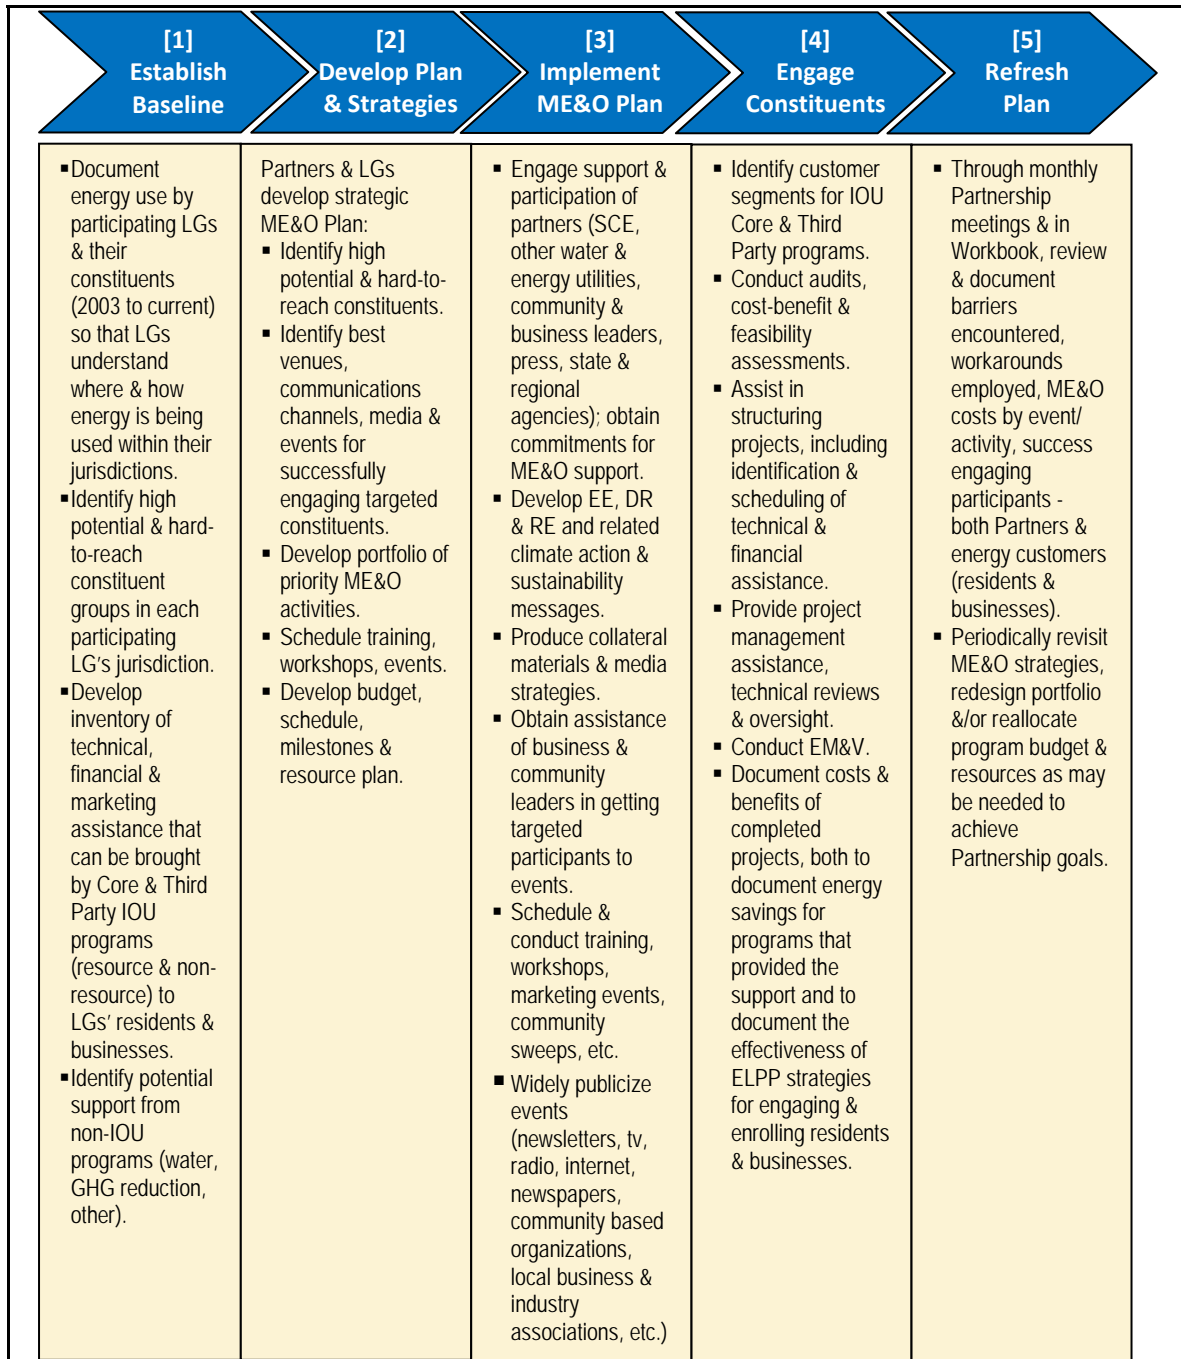 [1]
Establish
Baseline
[2]
Develop Plan
& Strategies
[3]
Implement
ME&O Plan
[4]
Engage
Constituents
[5]
Refresh
Plan
▪Document
energy use by
participating LGs
& their
constituents
(2003 to current)
so that LGs
understand
where & how
energy is being
used within their
jurisdictions.
▪Identify high
potential & hard-
to-reach
constituent
groups in each
participating
LG's jurisdiction.
▪Develop
inventory of
technical,
financial &
marketing
assistance that
can be brought
by Core & Third
Party IOU
programs
(resource & non-
resource) to
LGs' residents &
businesses.
▪Identify potential
support from
non-IOU
programs (water,
GHG reduction,
other).
Partners & LGs
develop strategic
ME&O Plan:
▪ Identify high
potential & hard-to-
reach constituents.
▪ Identify best
venues,
communications
channels, media &
events for
successfully
engaging targeted
constituents.
▪ Develop portfolio of
priority ME&O
activities.
▪ Schedule training,
workshops, events.
▪ Develop budget,
schedule,
milestones &
resource plan.
▪ Engage support &
participation of
partners (SCE,
other water &
energy utilities,
community &
business leaders,
press, state &
regional
agencies); obtain
commitments for
ME&O support.
▪ Develop EE, DR
& RE and related
climate action &
sustainability
messages.
▪ Produce collateral
materials & media
strategies.
▪ Obtain assistance
of business &
community
leaders in getting
targeted
participants to
events.
▪ Schedule &
conduct training,
workshops,
marketing events,
community
sweeps, etc.
▪ Widely publicize
events
(newsletters, tv,
radio, internet,
newspapers,
community based
organizations,
local business &
industry
associations, etc.)
▪ Identify customer
segments for IOU
Core & Third
Party programs.
▪ Conduct audits,
cost-benefit &
feasibility
assessments.
▪ Assist in
structuring
projects, including
identification &
scheduling of
technical &
financial
assistance.
▪ Provide project
management
assistance,
technical reviews
& oversight.
▪ Conduct EM&V.
▪ Document costs &
benefits of
completed
projects, both to
document energy
savings for
programs that
provided the
support and to
document the
effectiveness of
ELPP strategies
for engaging &
enrolling residents
& businesses.
▪ Through monthly
Partnership
meetings & in
Workbook, review
& document
barriers
encountered,
workarounds
employed, ME&O
costs by event/
activity, success
engaging
participants -
both Partners &
energy customers
(residents &
businesses).
▪ Periodically revisit
ME&O strategies,
redesign portfolio
&/or reallocate
program budget &
resources as may
be needed to
achieve
Partnership goals.